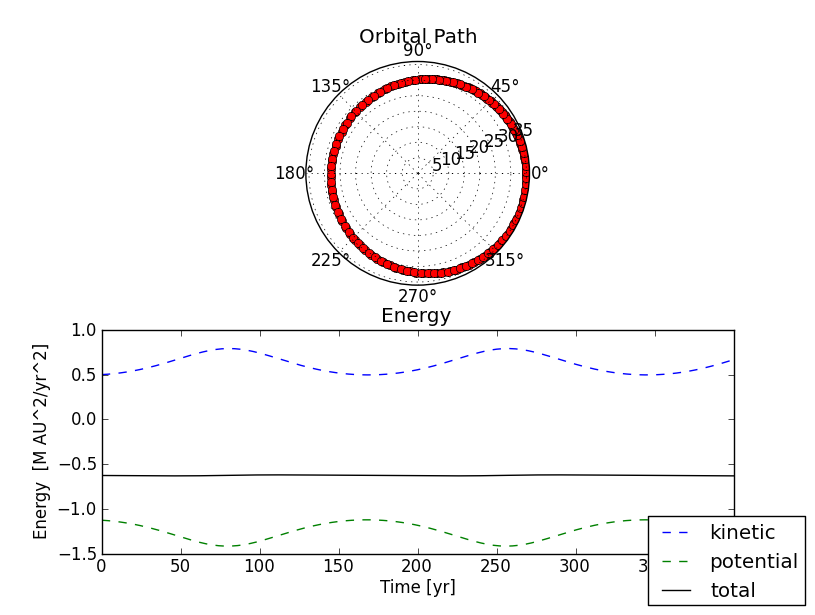 Orbital Path
90°
135°
45°
5 10 15 20 25 30 35
180°
0°
225°
315°
270°
Energy
1.0
0.5
0.0
−0.5
−1.0
−1.5
Energy [M AU^2/yr^2]
0 50 100 150 200 250 300
Time [yr]
kinetic
potential
total